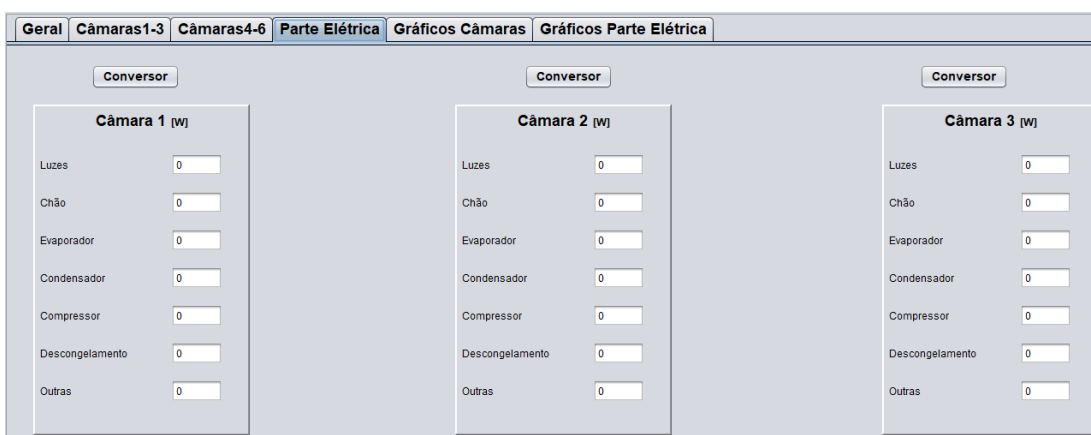 Geral Câmaras1-3 Câmaras4-6 Parte Elétrica Gráficos Câmaras Gráficos Parte Elétrica
Conversor Conversor Conversor
Câmara 1 [W] Câmara 2 [W] Câmara 3 [W]
Luzes 0 Luzes 0 Luzes 0
Chão 0 Chão 0 Chão 0
Evaporador 0 Evaporador 0 Evaporador 0
Condensador 0 Condensador 0 Condensador 0
Compressor 0 Compressor 0 Compressor 0
Descongelamento 0 Descongelamento 0 Descongelamento 0
Outras 0 Outras 0 Outras 0